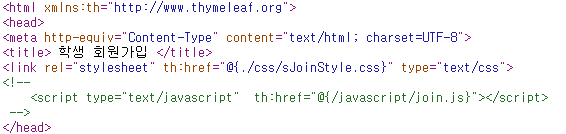 <html xmlns:th="http://www.thymeleaf.org">
<head>
<meta http-equiv="Content-Type" content="text/html; charset=UTF-8">
<title> 학생 회원가입 </title>
<link rel="stylesheet" th:href="@{./css/sJoinStyle.css}" type="text/css">
<!--
<script type="text/javascript"  th:href="@{/javascript/join.js}"></script>
-->
</head>